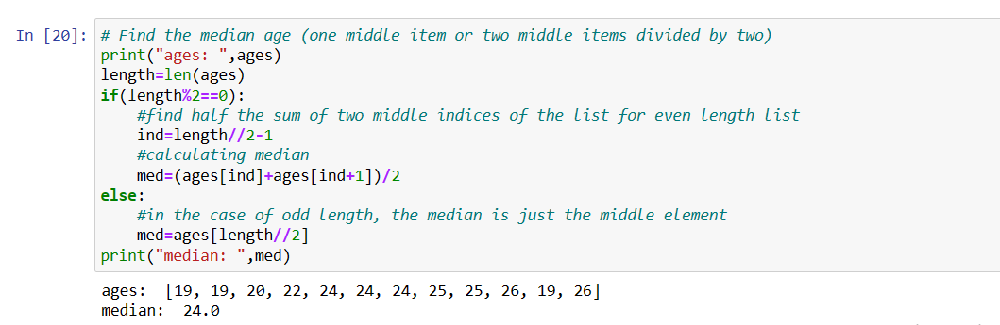 In [20]: # Find the median age (one middle item or two middle items divided by two)
print("ages: ",ages)
length=len(ages)
if(length%2==0):
    #find half the sum of two middle indices of the list for even length list
    ind=length//2-1
    #calculating median
    med=(ages[ind]+ages[ind+1])/2
else:
    #in the case of odd length, the median is just the middle element
    med=ages[length//2]
print("median: ",med)
ages:  [19, 19, 20, 22, 24, 24, 24, 25, 25, 26, 19, 26]
median:  24.0